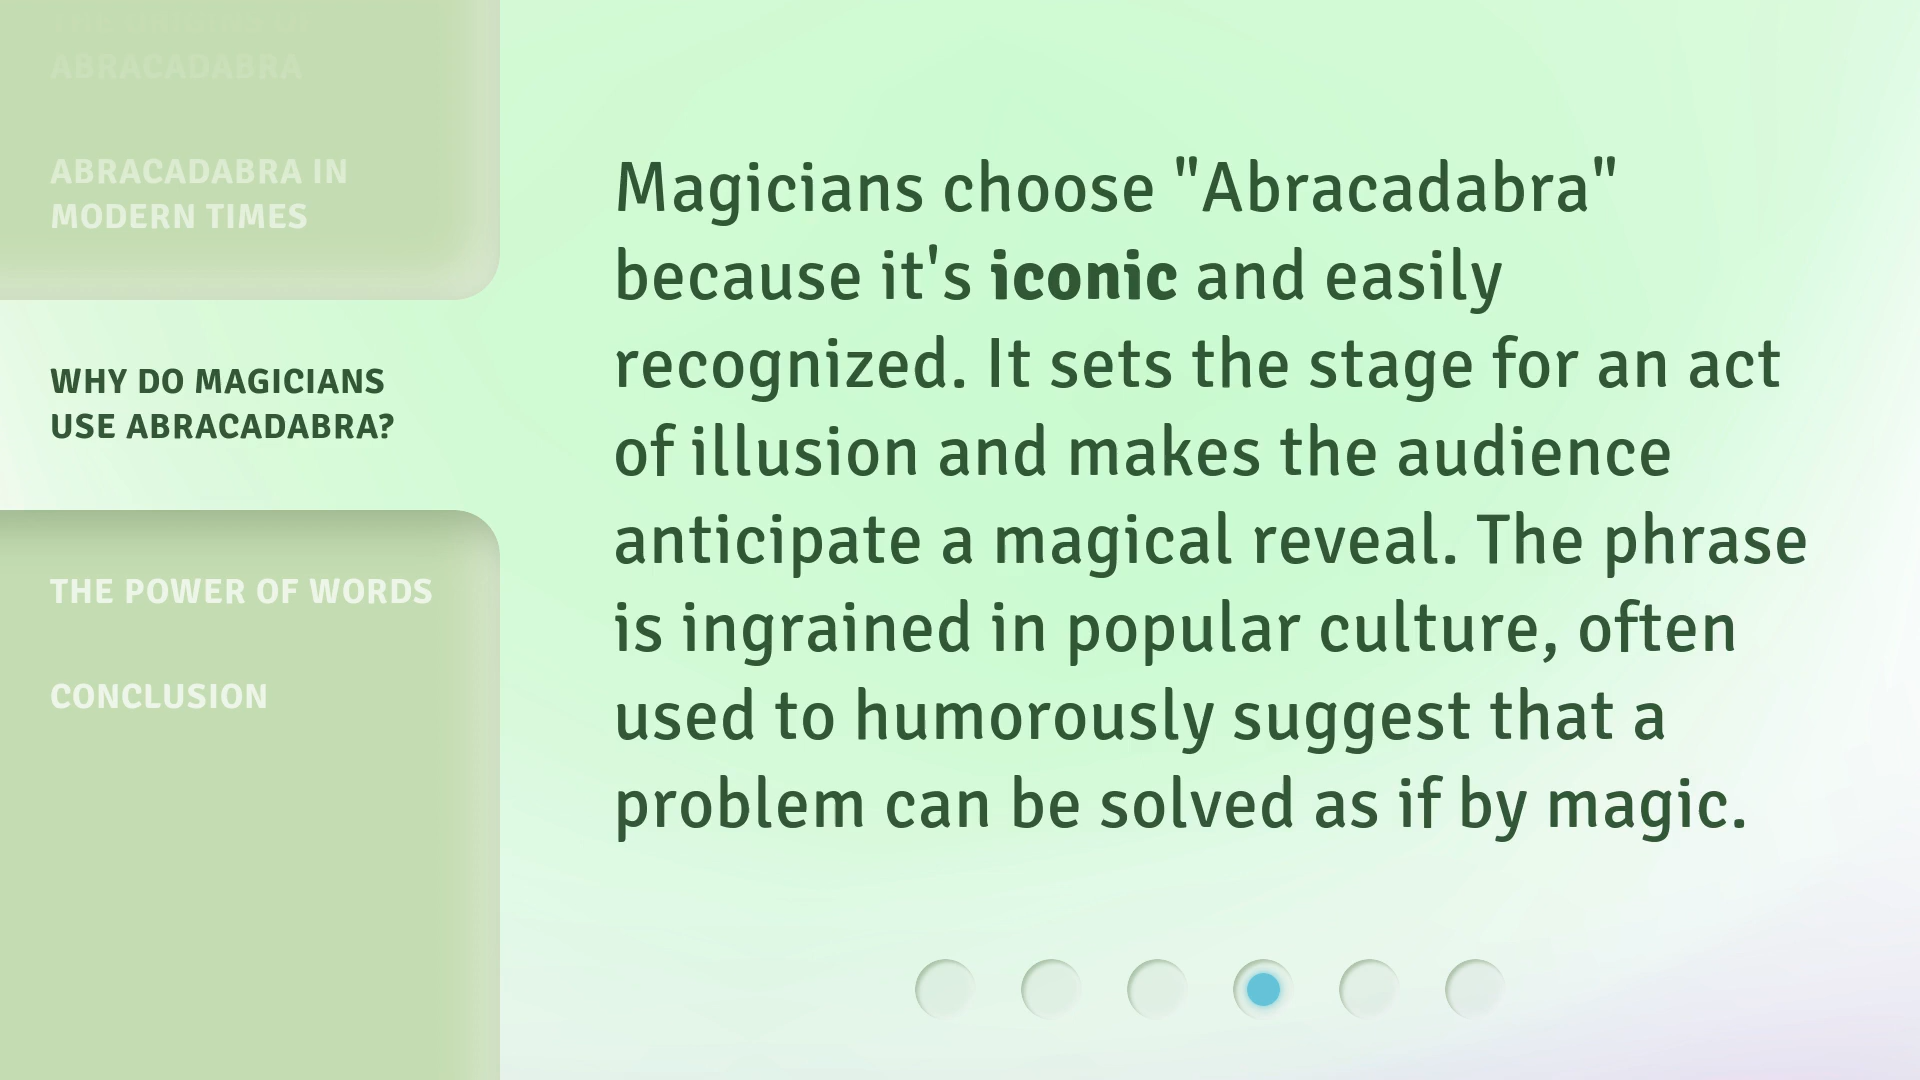 THE ORIGINS OF
ABRACADABRA
ABRACADABRA IN
MODERN TIMES
WHY DO MAGICIANS
USE ABRACADABRA?
THE POWER OF WORDS
CONCLUSION
Magicians choose "Abracadabra"
because it's iconic and easily
recognized. It sets the stage for an act
of illusion and makes the audience
anticipate a magical reveal. The phrase
is ingrained in popular culture, often
used to humorously suggest that a
problem can be solved as if by magic.